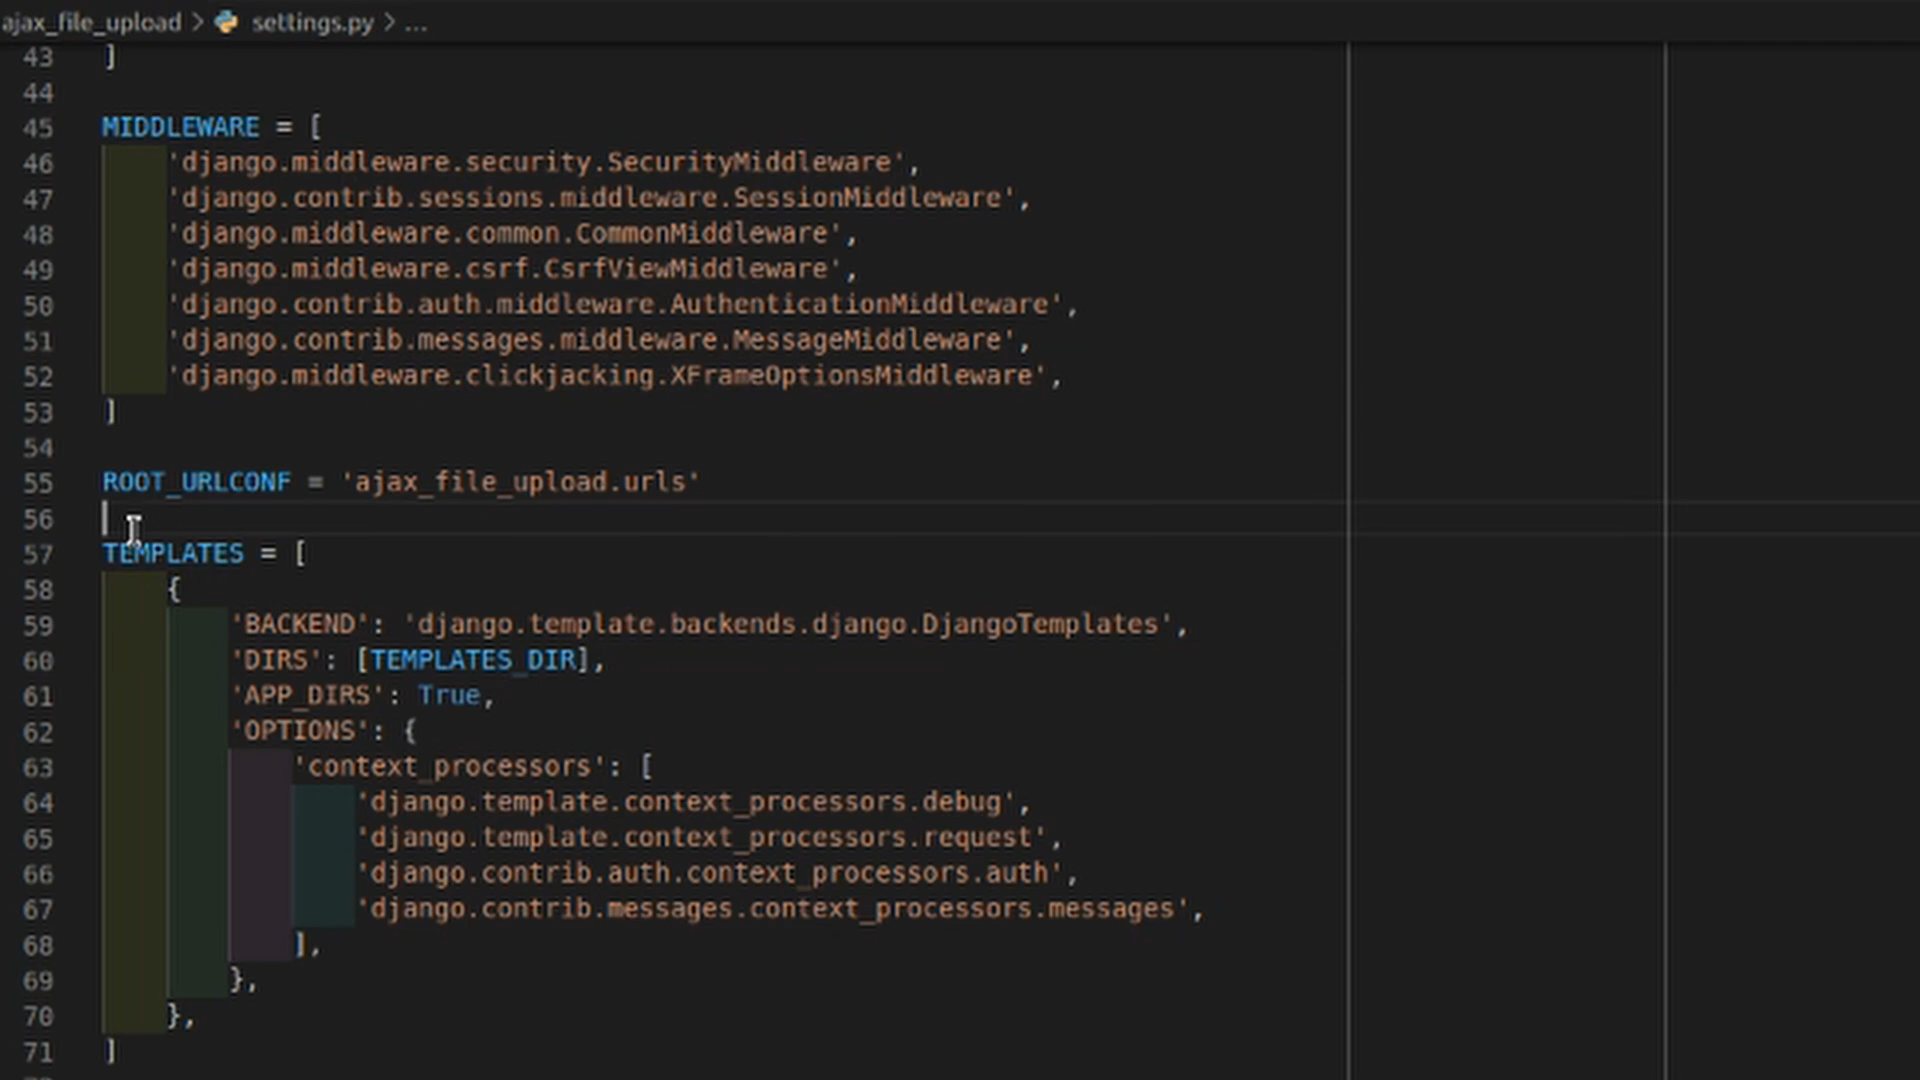 ajax_file_upload > settings.py > ...
43 ]
44
45 MIDDLEWARE = [
46     'django.middleware.security.SecurityMiddleware',
47     'django.contrib.sessions.middleware.SessionMiddleware',
48     'django.middleware.common.CommonMiddleware',
49     'django.middleware.csrf.CsrfViewMiddleware',
50     'django.contrib.auth.middleware.AuthenticationMiddleware',
51     'django.contrib.messages.middleware.MessageMiddleware',
52     'django.middleware.clickjacking.XFrameOptionsMiddleware',
53 ]
54
55 ROOT_URLCONF = 'ajax_file_upload.urls'
56
57 TEMPLATES = [
58     {
59         'BACKEND': 'django.template.backends.django.DjangoTemplates',
60         'DIRS': [TEMPLATES_DIR],
61         'APP_DIRS': True,
62         'OPTIONS': {
63             'context_processors': [
64                 'django.template.context_processors.debug',
65                 'django.template.context_processors.request',
66                 'django.contrib.auth.context_processors.auth',
67                 'django.contrib.messages.context_processors.messages',
68             ],
69         },
70     },
71 ]